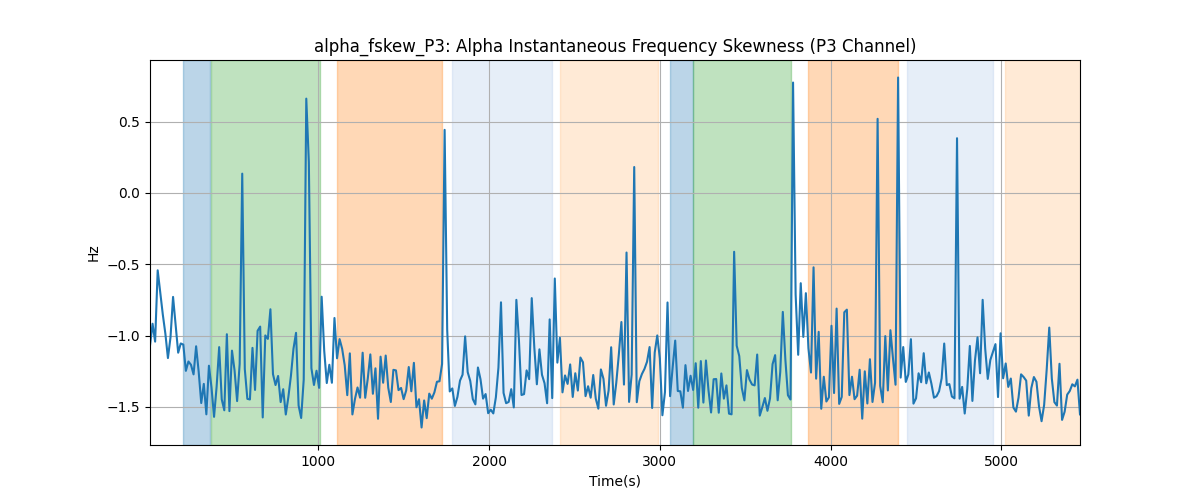 alpha_fskew_P3: Alpha Instantaneous Frequency Skewness (P3 Channel)
0.5
0.0
−0.5
−1.0
−1.5
Hz
1000 2000 3000 4000 5000
Time(s)